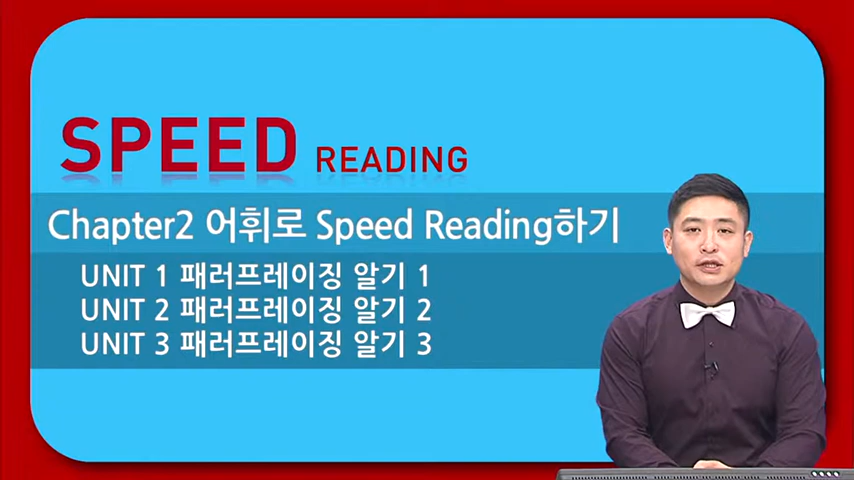 SPEED READING
Chapter2 어휘로 Speed Reading하기
UNIT 1 패러프레이징 알기 1
UNIT 2 패러프레이징 알기 2
UNIT 3 패러프레이징 알기 3